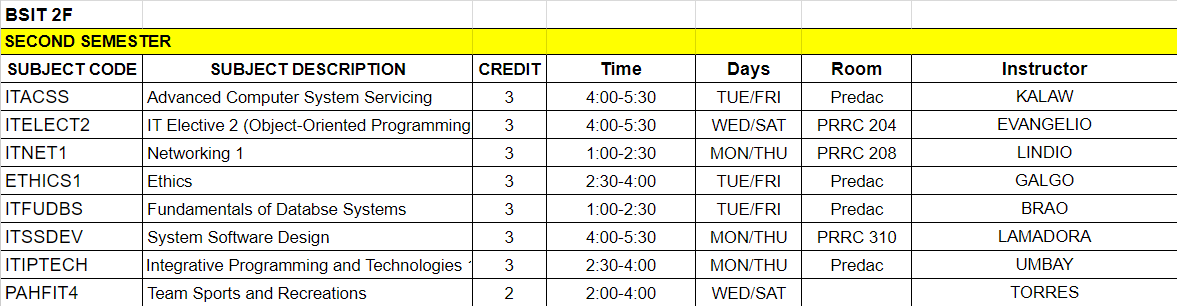 BSIT 2F
SECOND SEMESTER
SUBJECT CODE SUBJECT DESCRIPTION CREDIT Time Days Room Instructor
ITACSS Advanced Computer System Servicing 3 4:00-5:30 TUE/FRI Predac KALAW
ITELECT2 IT Elective 2 (Object-Oriented Programming 3 4:00-5:30 WED/SAT PRRC 204 EVANGELIO
ITNET1 Networking 1 3 1:00-2:30 MON/THU PRRC 208 LINDIO
ETHICS1 Ethics 3 2:30-4:00 TUE/FRI Predac GALGO
ITFUDBS Fundamentals of Databse Systems 3 1:00-2:30 TUE/FRI Predac BRAO
ITSSDEV System Software Design 3 4:00-5:30 MON/THU PRRC 310 LAMADORA
ITIPTECH Integrative Programming and Technologies 3 2:30-4:00 MON/THU Predac UMBAY
PAHFIT4 Team Sports and Recreations 2 2:00-4:00 WED/SAT TORRES